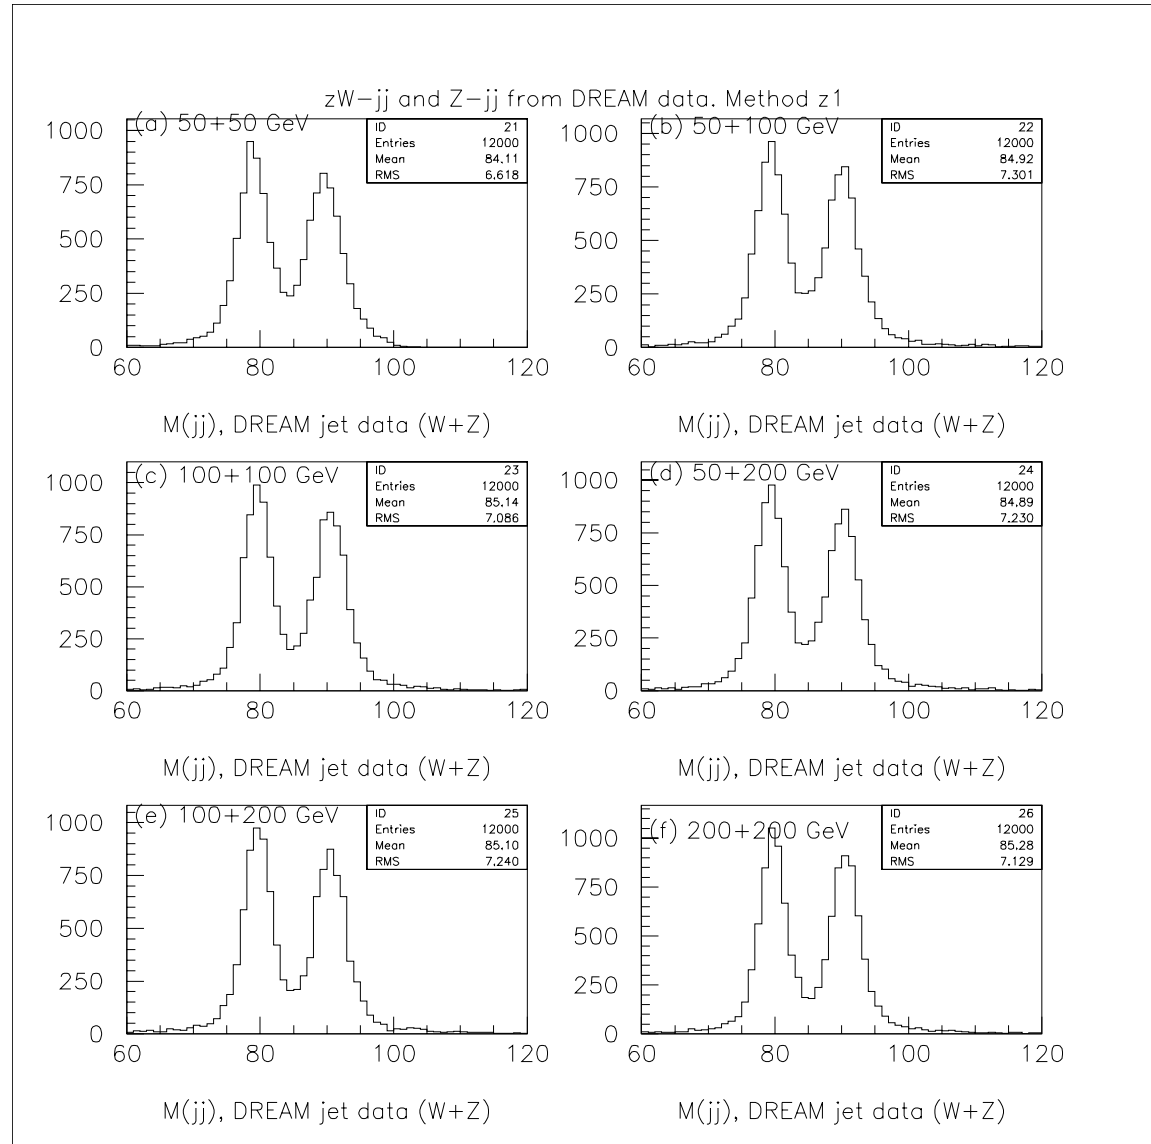 zW-jj and Z-jj from DREAM data. Method z1
(a) 50+50 GeV
ID 21
Entries 12000
Mean 84.11
RMS 6.618
1000
750
500
250
0
60 80 100 120
M(jj), DREAM jet data (W+Z)
(b) 50+100 GeV
ID 22
Entries 12000
Mean 84.92
RMS 7.301
1000
750
500
250
0
60 80 100 120
M(jj), DREAM jet data (W+Z)
(c) 100+100 GeV
ID 23
Entries 12000
Mean 85.14
RMS 7.086
1000
750
500
250
0
60 80 100 120
M(jj), DREAM jet data (W+Z)
(d) 50+200 GeV
ID 24
Entries 12000
Mean 84.89
RMS 7.230
1000
750
500
250
0
60 80 100 120
M(jj), DREAM jet data (W+Z)
(e) 100+200 GeV
ID 25
Entries 12000
Mean 85.10
RMS 7.240
1000
750
500
250
0
60 80 100 120
M(jj), DREAM jet data (W+Z)
(f) 200+200 GeV
ID 26
Entries 12000
Mean 85.28
RMS 7.129
1000
750
500
250
0
60 80 100 120
M(jj), DREAM jet data (W+Z)